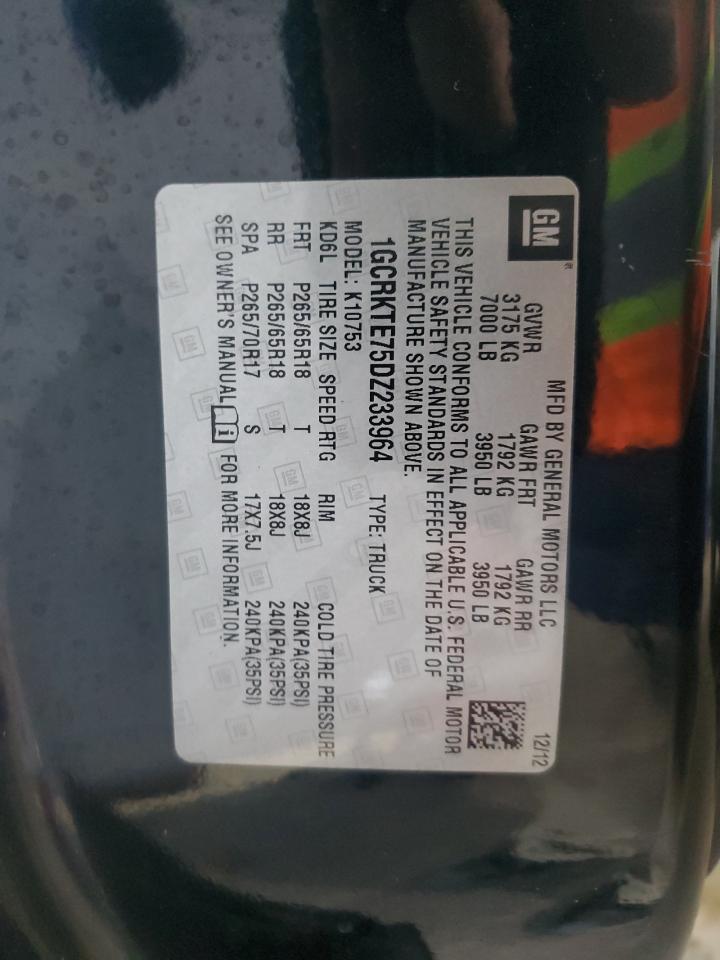 GM®
MFD BY GENERAL MOTORS LLC 12/12
GVWR GAWR FRT GAWR RR
3175 KG 1792 KG 1792 KG
7000 LB 3950 LB 3950 LB
THIS VEHICLE CONFORMS TO ALL APPLICABLE U.S. FEDERAL MOTOR
VEHICLE SAFETY STANDARDS IN EFFECT ON THE DATE OF
MANUFACTURE SHOWN ABOVE.
1GCRKTE75DZ233964 TYPE: TRUCK
MODEL: K10753
KD6L TIRE SIZE SPEED RTG RIM COLD TIRE PRESSURE
FRT P265/65R18 T 18X8J 240KPA(35PSI)
RR P265/65R18 T 18X8J 240KPA(35PSI)
SPA P265/70R17 S 17X7.5J 240KPA(35PSI)
SEE OWNER'S MANUAL i FOR MORE INFORMATION.